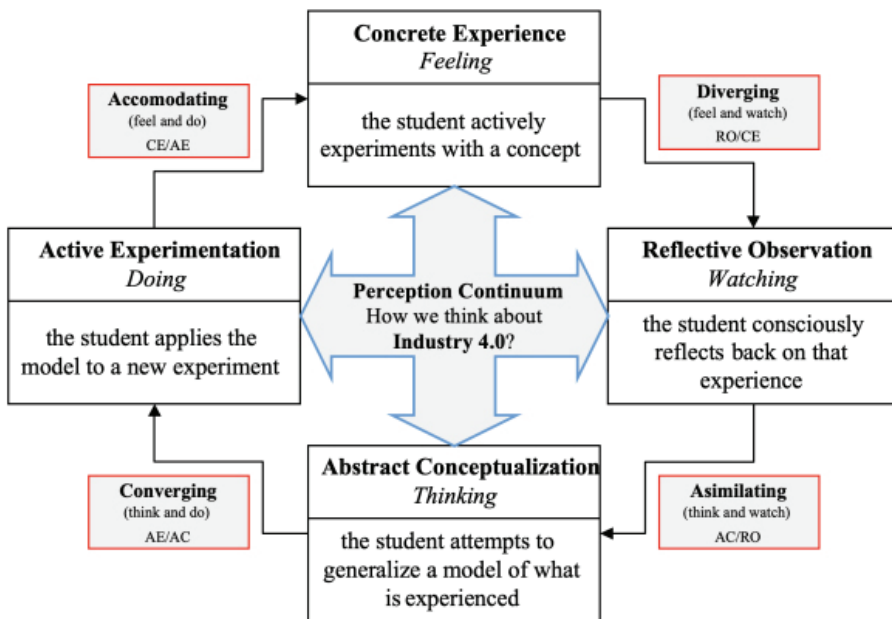 Concrete Experience
Feeling
the student actively
experiments with a concept
Accomodating
(feel and do)
CE/AE
Diverging
(feel and watch)
RO/CE
Active Experimentation
Doing
the student applies the
model to a new experiment
Perception Continuum
How we think about
Industry 4.0?
Reflective Observation
Watching
the student consciously
reflects back on that
experience
Abstract Conceptualization
Thinking
the student attempts to
generalize a model of what
is experienced
Converging
(think and do)
AE/AC
Asimilating
(think and watch)
AC/RO